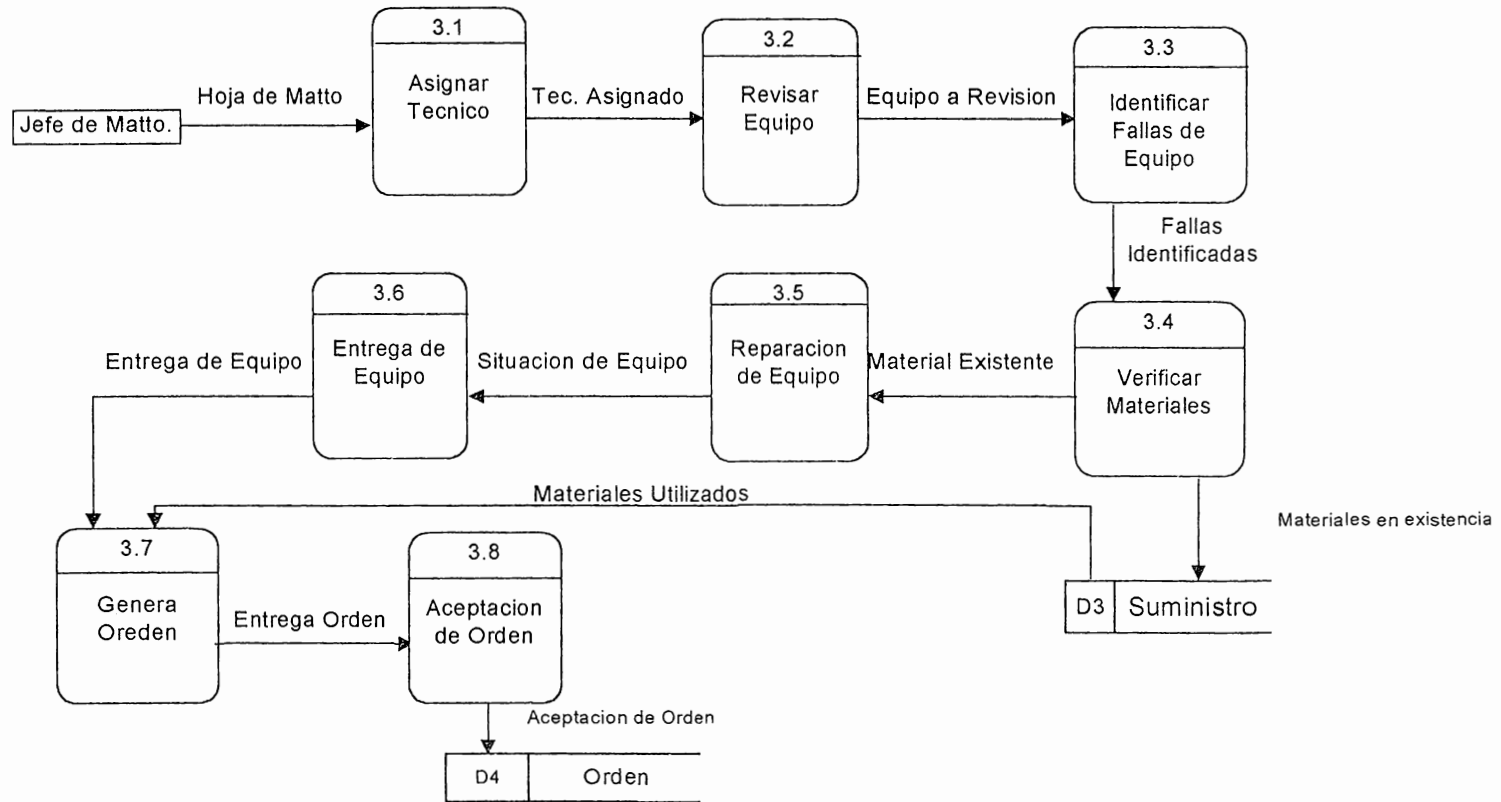 3.1
Asignar
Tecnico
3.2
Revisar
Equipo
3.3
Identificar
Fallas de
Equipo
Jefe de Matto.
Hoja de Matto
Tec. Asignado
Equipo a Revision
Fallas
Identificadas
3.6
Entrega de
Equipo
3.5
Reparacion
de Equipo
3.4
Verificar
Materiales
Entrega de Equipo
Situacion de Equipo
Material Existente
Materiales Utilizados
Materiales en existencia
3.7
Genera
Oreden
3.8
Aceptacion
de Orden
Entrega Orden
D3
Suministro
Aceptacion de Orden
D4
Orden